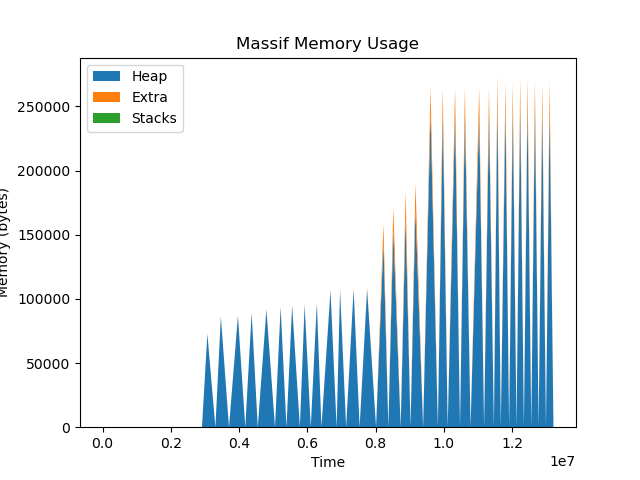 Massif Memory Usage
Heap
Extra
Stacks
250000
200000
150000
100000
50000
0
Memory (bytes)
0.0 0.2 0.4 0.6 0.8 1.0 1.2
1e7
Time